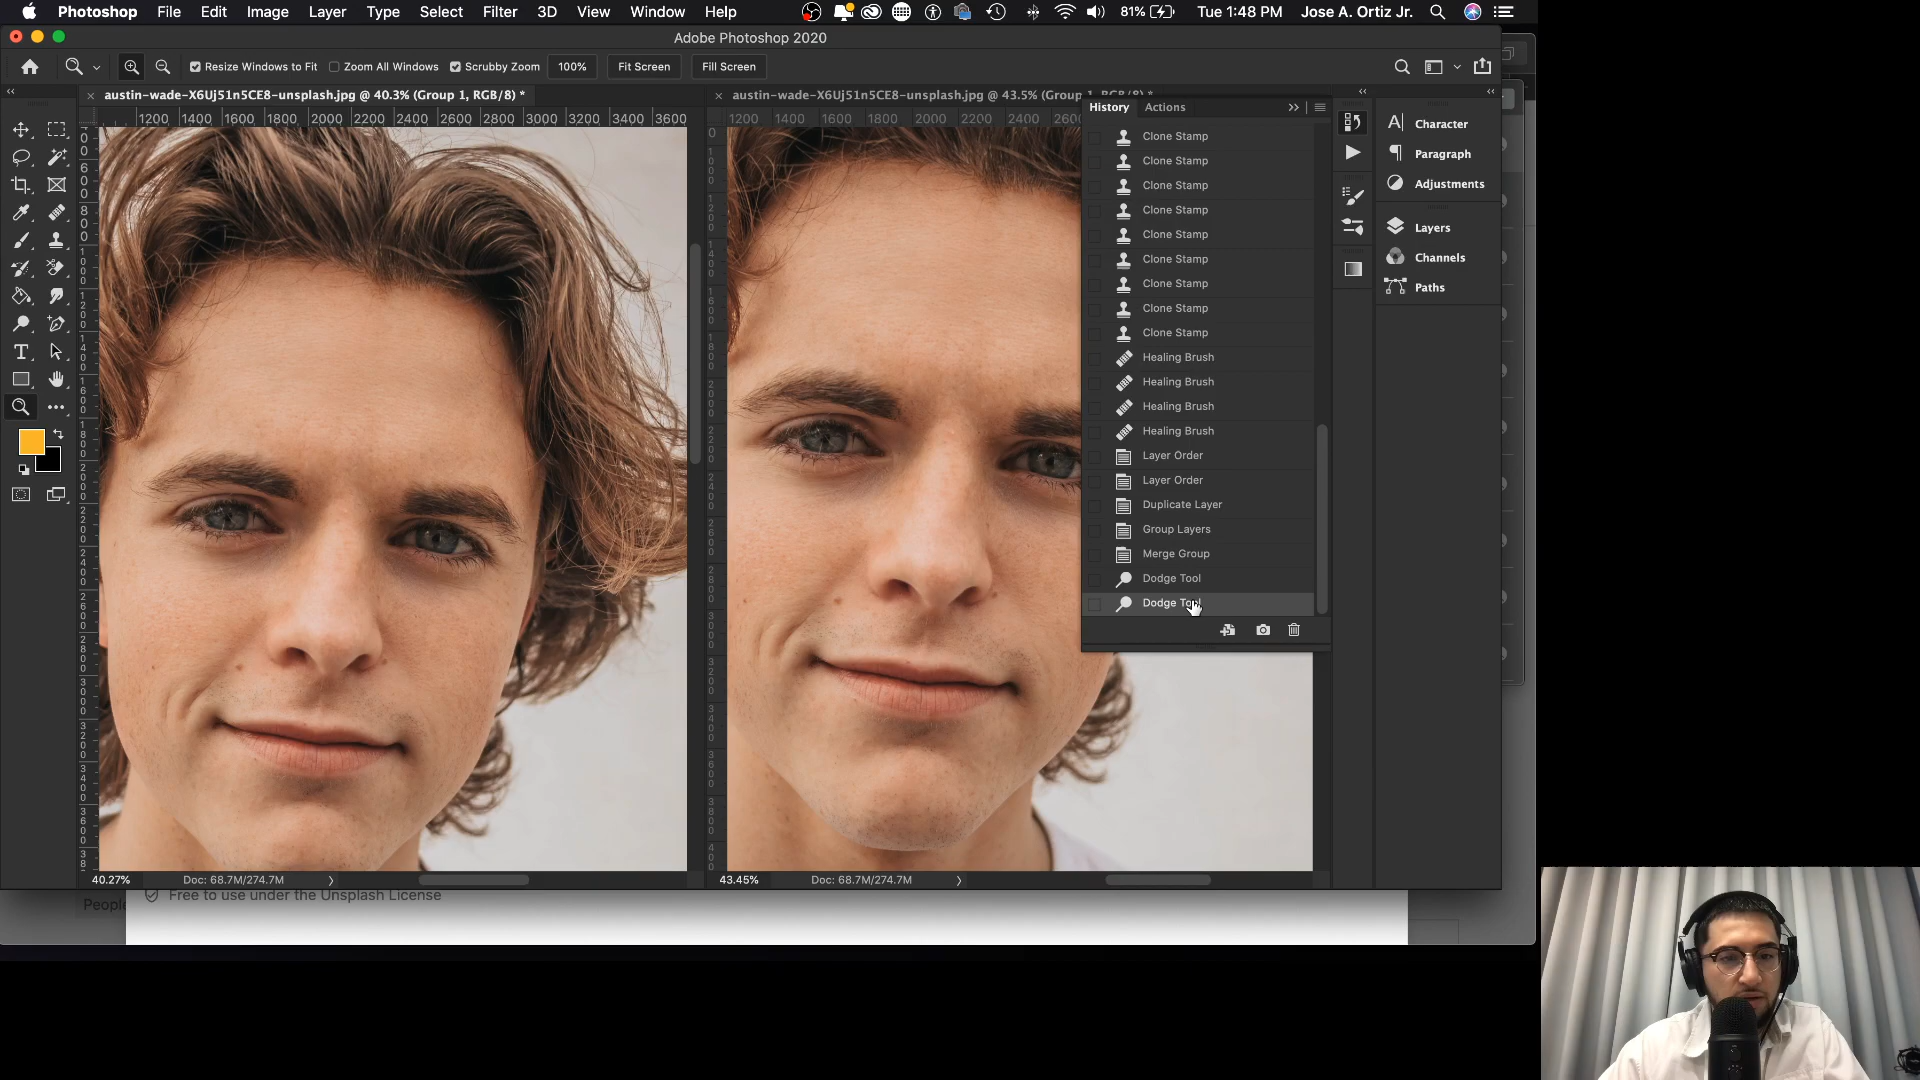 Photoshop File Edit Image Layer Type Select Filter 3D View Window Help 81% Tue 1:48 PM Jose A. Ortiz Jr.
Adobe Photoshop 2020
Resize Windows to Fit Zoom All Windows Scrubby Zoom 100% Fit Screen Fill Screen
austin-wade-X6Uj51n5CE8-unsplash.jpg @ 40.3% (Group 1, RGB/8) *
austin-wade-X6Uj51n5CE8-unsplash.jpg @ 43.5% (Group 1, RGB/8) *
1200 1400 1600 1800 2000 2200 2400 2600 2800 3000 3200 3400 3600
1200 1400 1600 1800 2000 2200 2400 2600
History Actions
Clone Stamp
Clone Stamp
Clone Stamp
Clone Stamp
Clone Stamp
Clone Stamp
Clone Stamp
Clone Stamp
Clone Stamp
Healing Brush
Healing Brush
Healing Brush
Healing Brush
Layer Order
Layer Order
Duplicate Layer
Group Layers
Merge Group
Dodge Tool
Dodge Tool
Character
Paragraph
Adjustments
Layers
Channels
Paths
40.27% Doc: 68.7M/274.7M
43.45% Doc: 68.7M/274.7M
People
Free to use under the Unsplash License